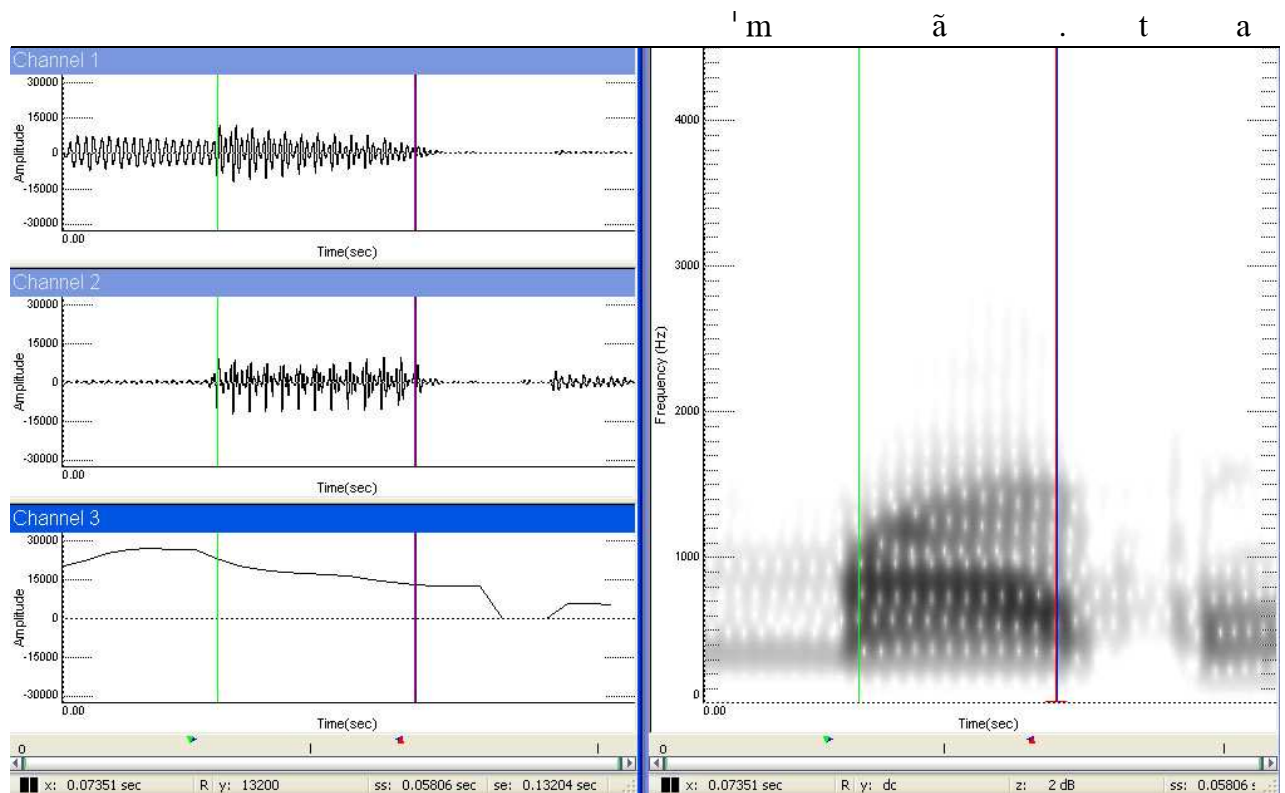 ˈm ã . t a
Channel 1
30000
15000
0
-15000
-30000
Amplitude
0.00
Time(sec)
Channel 2
30000
15000
0
-15000
-30000
Amplitude
0.00
Time(sec)
Channel 3
30000
15000
0
-15000
-30000
Amplitude
0.00
Time(sec)
0
x: 0.07351 sec R y: 13200 ss: 0.05806 sec se: 0.13204 sec
4000
3000
2000
1000
0
Frequency (Hz)
0.00
Time(sec)
0
x: 0.07351 sec R y: dc z: 2 dB ss: 0.05806